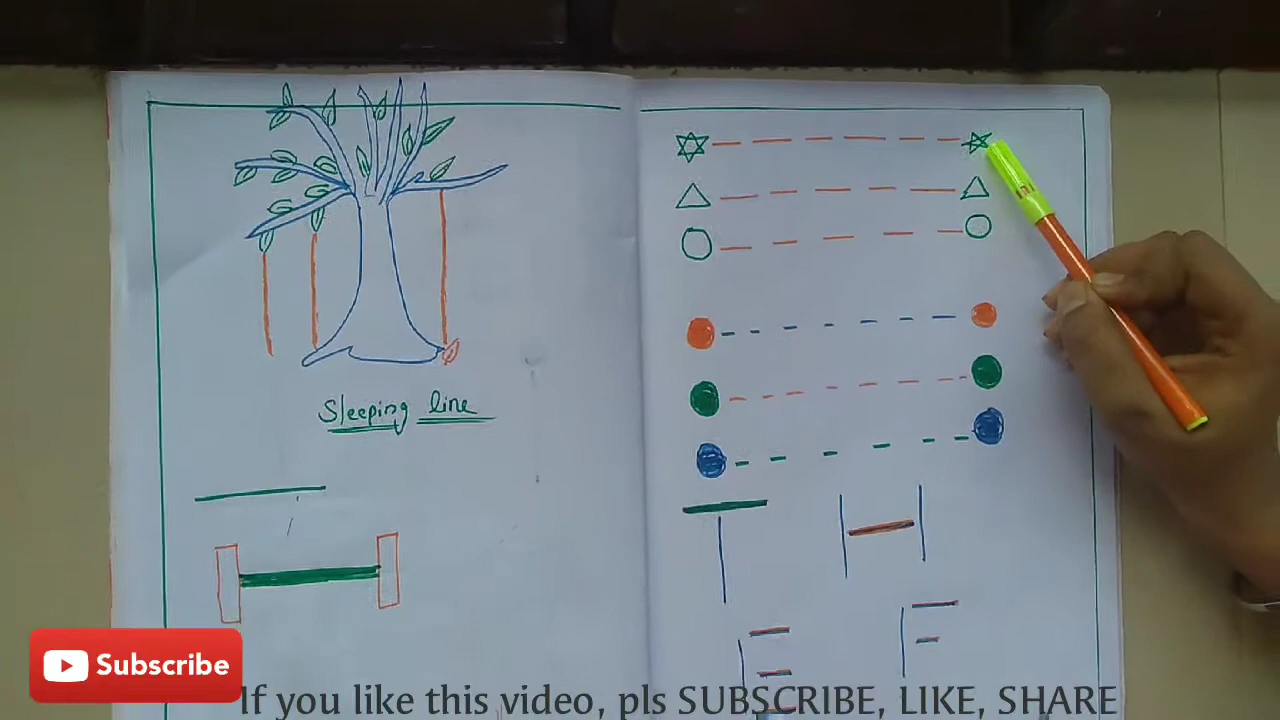 Sleeping line
T H
E F
Subscribe
If you like this video, pls SUBSCRIBE, LIKE, SHARE